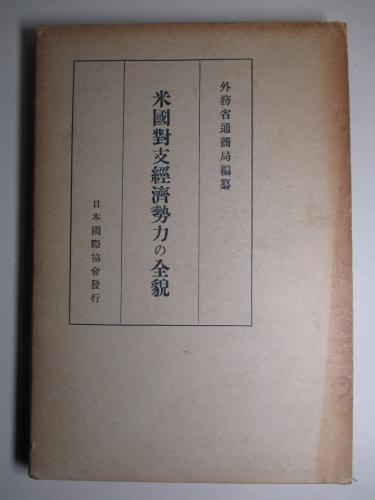 外務省通商局編纂
米國對支經濟勢力の全貌
日本國際協會發行